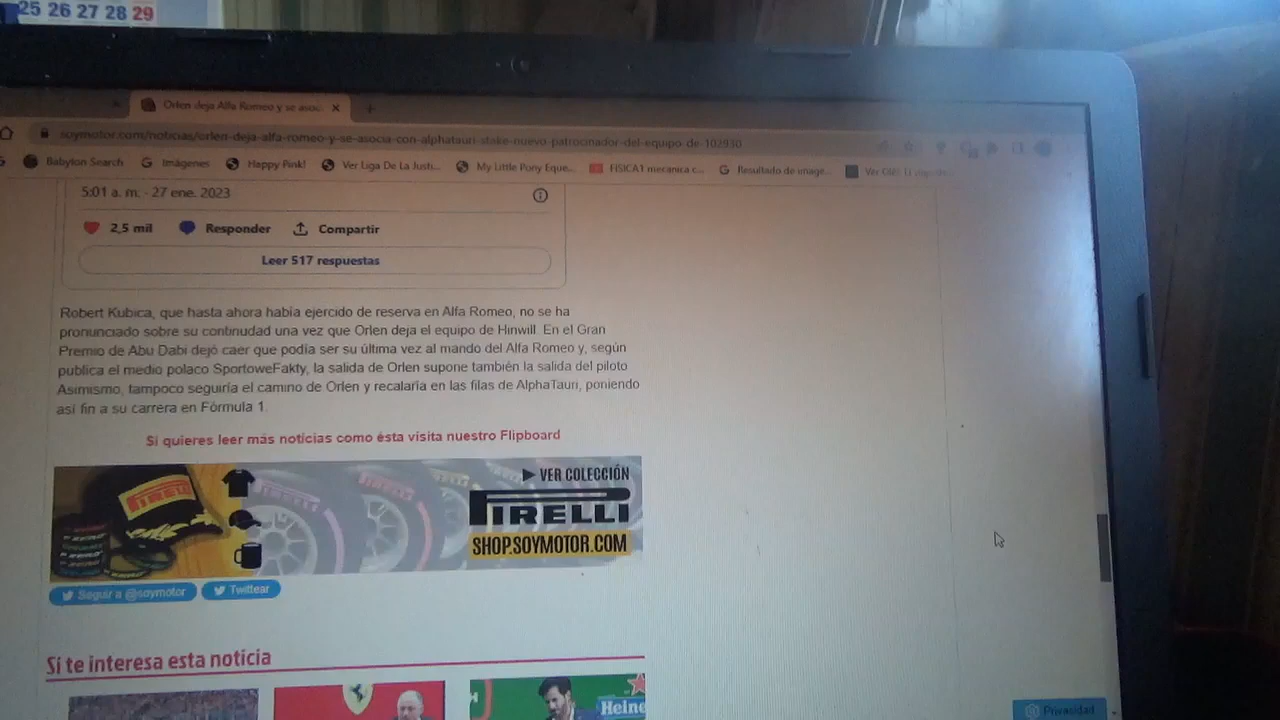 25 26 27 28 29
Orlen deja Alfa Romeo y se asoc...
soymotor.com/noticias/orlen-deja-alfa-romeo-y-se-asocia-con-alphatauri-stake-nuevo-patrocinador-del-equipo-de-102930
Babylon Search Imágenes Happy Pink! Ver Liga De La Justi... My Little Pony Eque... FISICA1 mecanica c... Resultado de image...
5:01 a. m. · 27 ene. 2023
2,5 mil Responder Compartir
Leer 517 respuestas
Robert Kubica, que hasta ahora había ejercido de reserva en Alfa Romeo, no se ha
pronunciado sobre su continudad una vez que Orlen deja el equipo de Hinwill. En el Gran
Premio de Abu Dabi dejó caer que podía ser su última vez al mando del Alfa Romeo y, según
publica el medio polaco SportoweFakty, la salida de Orlen supone también la salida del piloto
Asimismo, tampoco seguiría el camino de Orlen y recalaría en las filas de AlphaTauri, poniendo
así fin a su carrera en Fórmula 1.
Si quieres leer más noticias como ésta visita nuestro Flipboard
PIRELLI
VER COLECCIÓN
PIRELLI
SHOP.SOYMOTOR.COM
Seguir a @soymotor Twittear
Si te interesa esta noticia
Heine
Privacidad